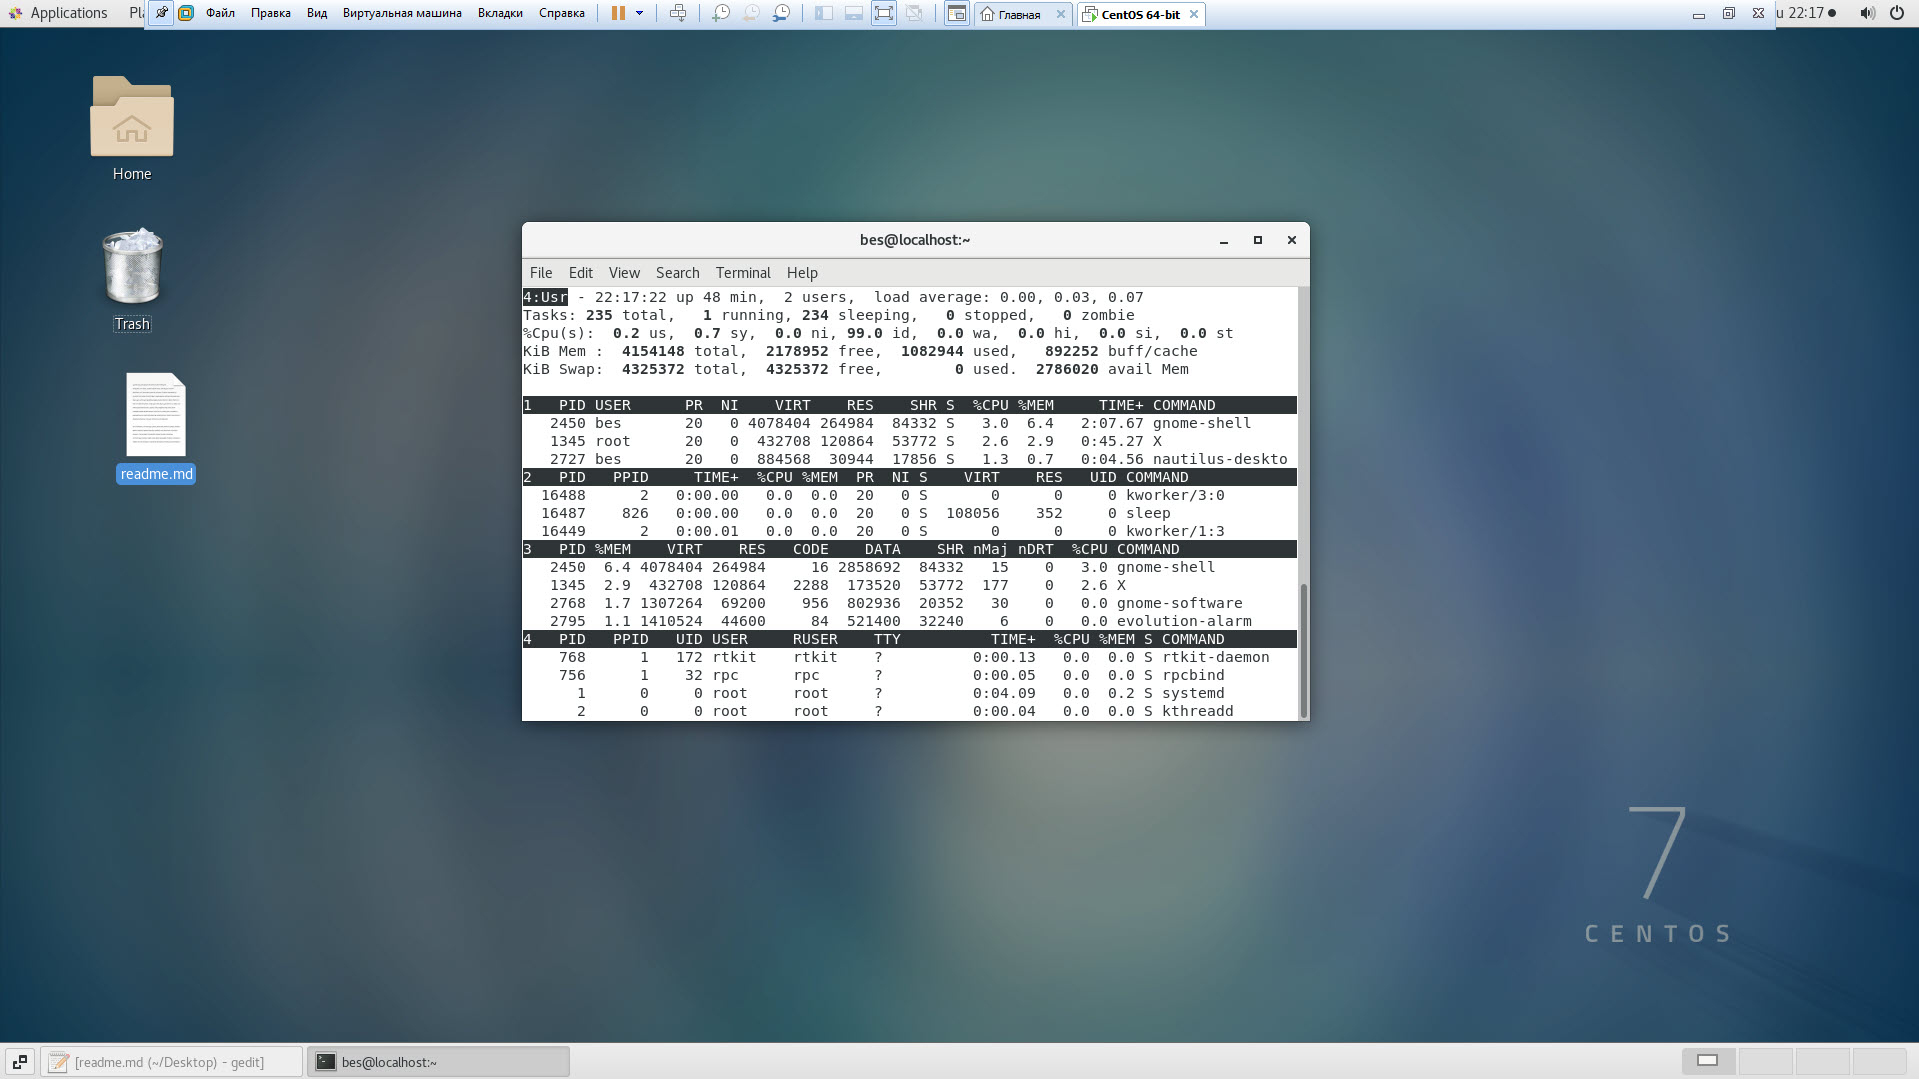 Applications Pl Файл Правка Вид Виртуальная машина Вкладки Справка Главная CentOS 64-bit u 22:17
Home
Trash
readme.md
bes@localhost:~
File Edit View Search Terminal Help
4:Usr - 22:17:22 up 48 min,  2 users,  load average: 0.00, 0.03, 0.07
Tasks: 235 total,   1 running, 234 sleeping,   0 stopped,   0 zombie
%Cpu(s):  0.2 us,  0.7 sy,  0.0 ni, 99.0 id,  0.0 wa,  0.0 hi,  0.0 si,  0.0 st
KiB Mem :  4154148 total,  2178952 free,  1082944 used,   892252 buff/cache
KiB Swap:  4325372 total,  4325372 free,        0 used.  2786020 avail Mem
1   PID USER      PR  NI    VIRT    RES    SHR S  %CPU %MEM     TIME+ COMMAND
2450 bes       20   0 4078404 264984  84332 S   3.0  6.4   2:07.67 gnome-shell
1345 root      20   0  432708 120864  53772 S   2.6  2.9   0:45.27 X
2727 bes       20   0  884568  30944  17856 S   1.3  0.7   0:04.56 nautilus-deskto
2   PID   PPID     TIME+  %CPU %MEM  PR  NI S    VIRT    RES   UID COMMAND
16488      2   0:00.00   0.0  0.0  20   0 S       0      0     0 kworker/3:0
16487    826   0:00.00   0.0  0.0  20   0 S  108056    352     0 sleep
16449      2   0:00.01   0.0  0.0  20   0 S       0      0     0 kworker/1:3
3   PID %MEM    VIRT    RES   CODE    DATA    SHR nMaj nDRT  %CPU COMMAND
2450  6.4 4078404 264984     16 2858692  84332   15    0   3.0 gnome-shell
1345  2.9  432708 120864   2288  173520  53772  177    0   2.6 X
2768  1.7 1307264  69200    956  802936  20352   30    0   0.0 gnome-software
2795  1.1 1410524  44600     84  521400  32240    6    0   0.0 evolution-alarm
4   PID   PPID   UID USER     RUSER    TTY          TIME+  %CPU %MEM S COMMAND
768      1   172 rtkit    rtkit    ?          0:00.13   0.0  0.0 S rtkit-daemon
756      1    32 rpc      rpc      ?          0:00.05   0.0  0.0 S rpcbind
1      0     0 root     root     ?          0:04.09   0.0  0.2 S systemd
2      0     0 root     root     ?          0:00.04   0.0  0.0 S kthreadd
7
CENTOS
[readme.md (~/Desktop) - gedit] bes@localhost:~